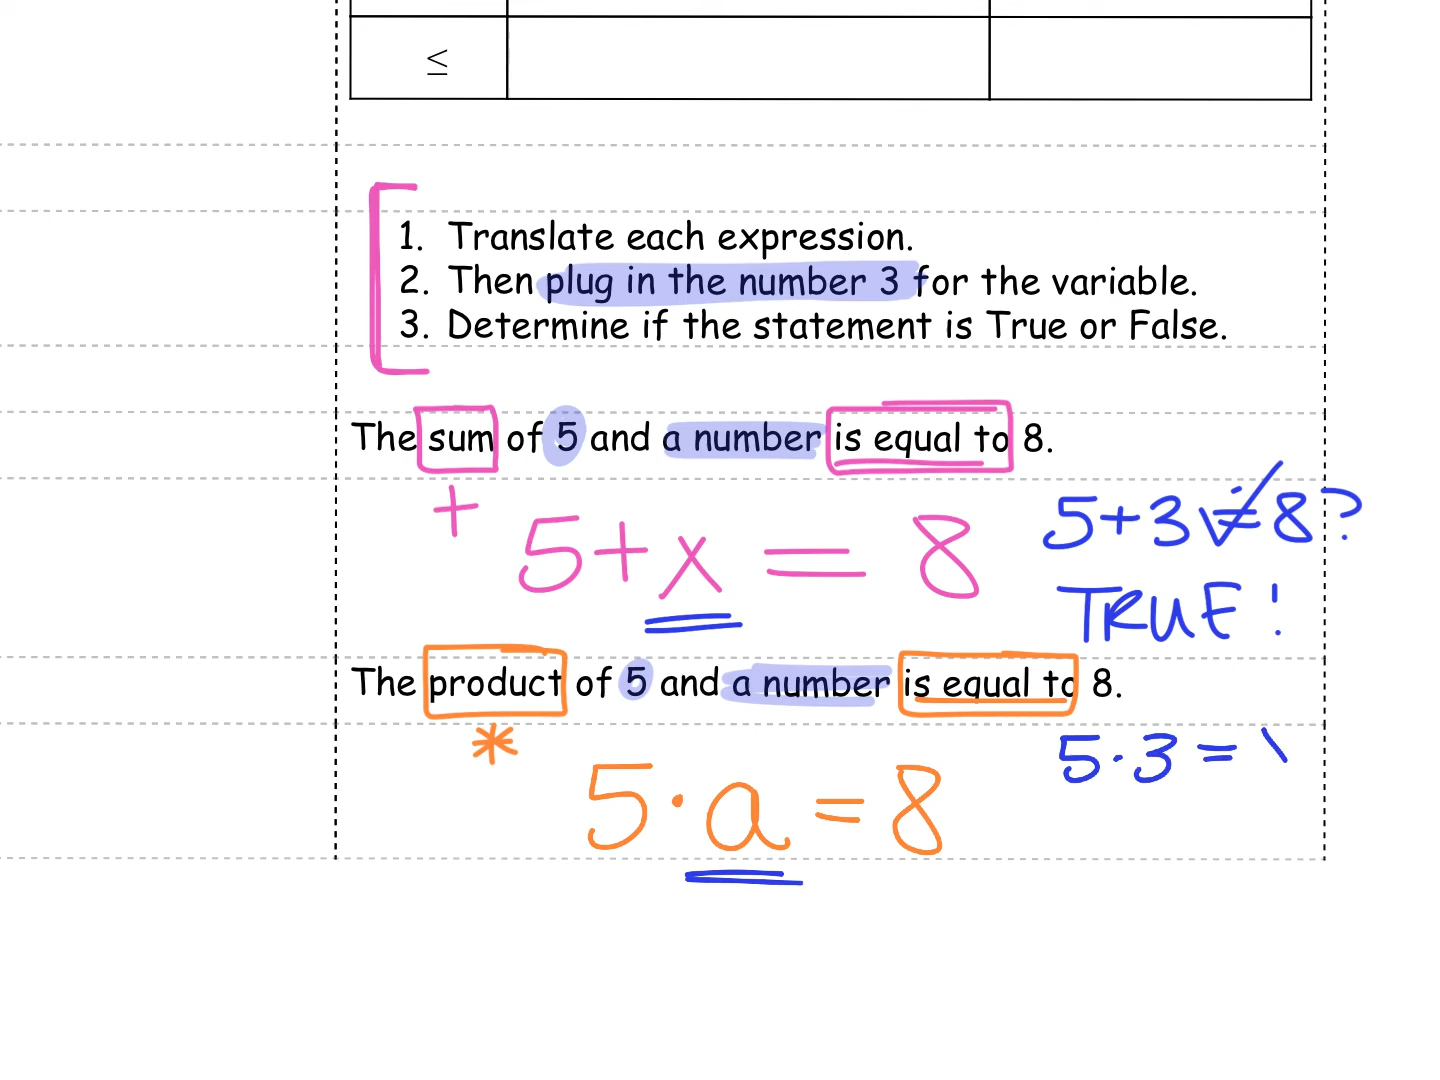 ≤
1. Translate each expression.
2. Then plug in the number 3 for the variable.
3. Determine if the statement is True or False.
The sum of 5 and a number is equal to 8.
+
5+x = 8
5+3 = 8?
TRUE!
The product of 5 and a number is equal to 8.
*
5·a = 8
5·3 =